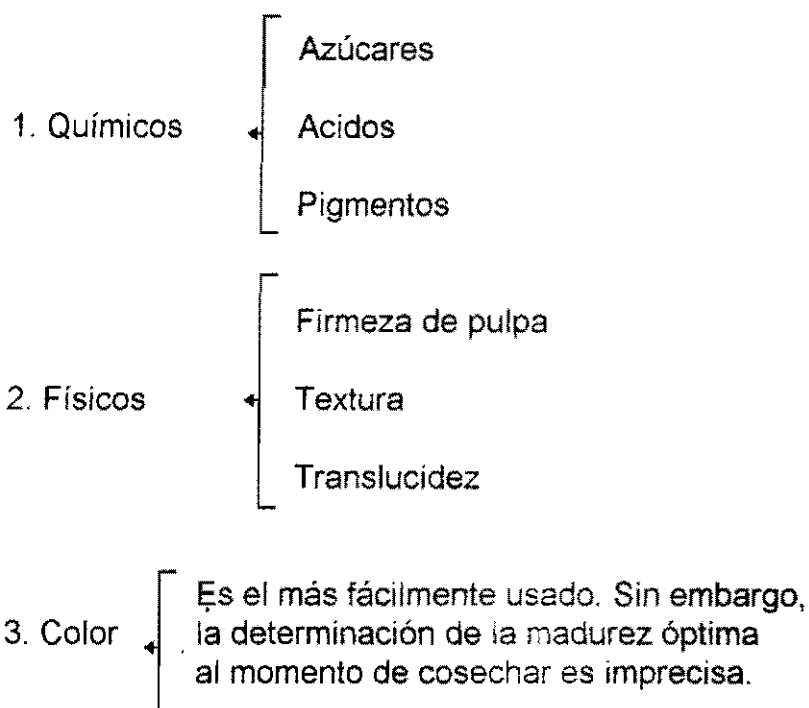 Azúcares
1. Químicos
Acidos
Pigmentos
Firmeza de pulpa
2. Físicos
Textura
Translucidez
3. Color
Es el más fácilmente usado. Sin embargo,
la determinación de la madurez óptima
al momento de cosechar es imprecisa.